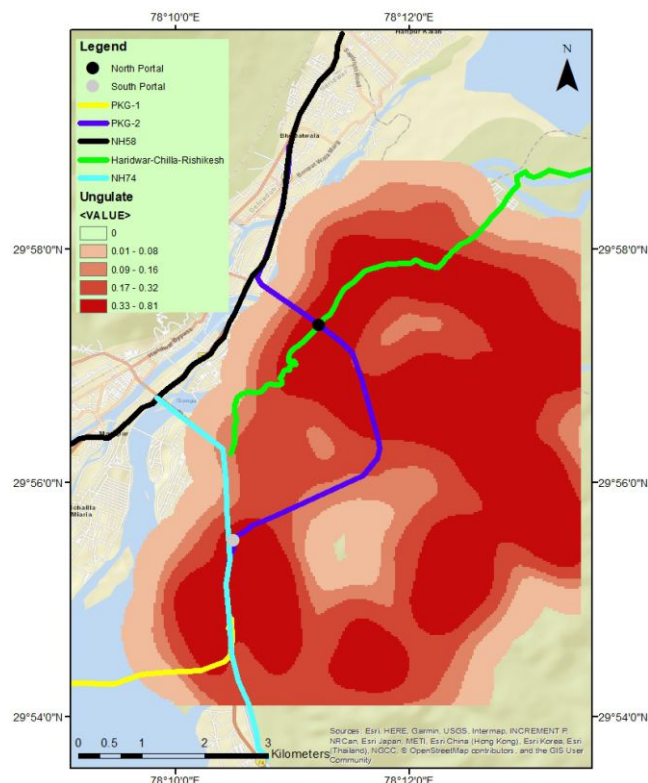 78°10'0"E
78°12'0"E
Legend
North Portal
South Portal
PKG-1
PKG-2
NH58
Haridwar-Chilla-Rishikesh
NH74
Ungulate
<VALUE>
0
0.01 - 0.08
0.09 - 0.16
0.17 - 0.32
0.33 - 0.81
Haripur Kalan
N
29°58'0"N
29°58'0"N
Haridwar Bypass
Ganga
29°56'0"N
29°56'0"N
29°54'0"N
29°54'0"N
0 0.5 1 2 3
Kilometers
Sources: Esri, HERE, Garmin, USGS, Intermap, INCREMENT P,
NRCan, Esri Japan, METI, Esri China (Hong Kong), Esri Korea, Esri
(Thailand), NGCC, © OpenStreetMap contributors, and the GIS User
Community
78°10'0"E
78°12'0"E